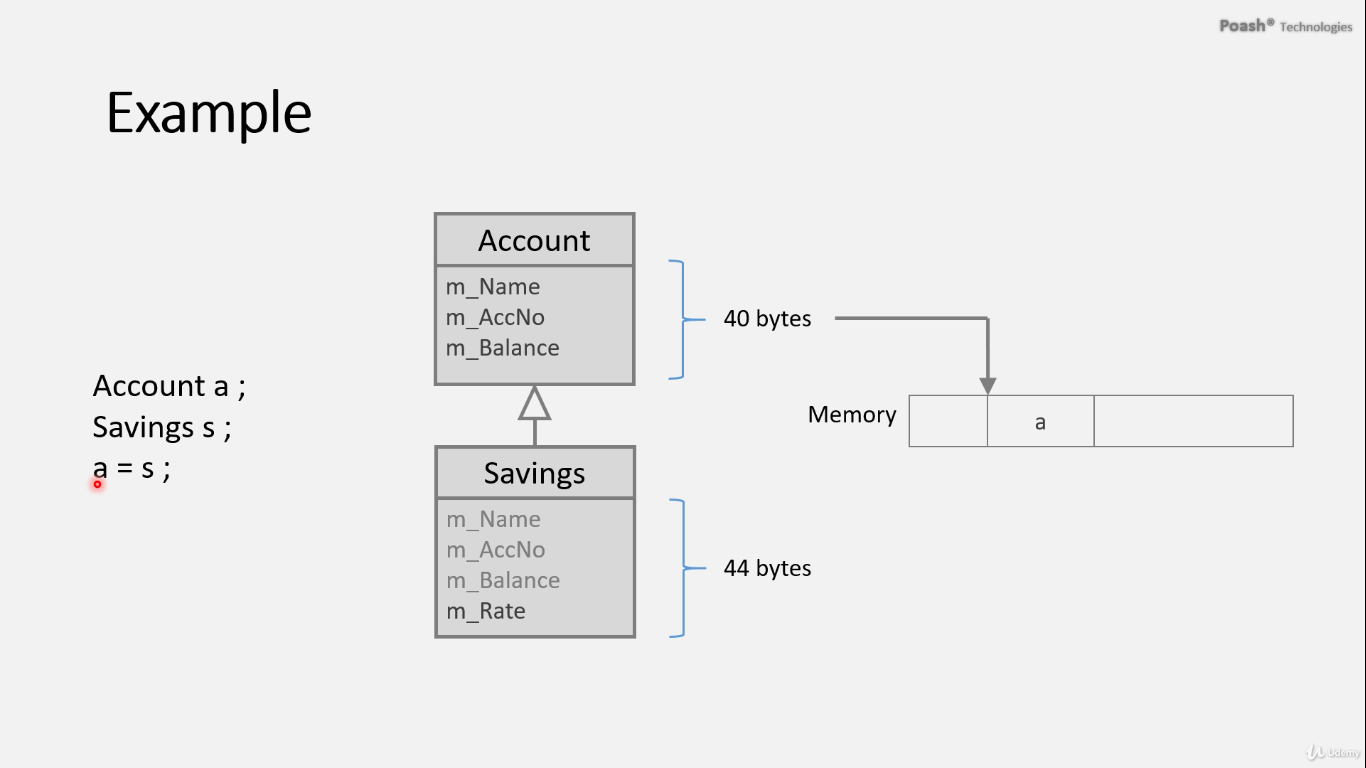 Poash® Technologies
Example
Account
m_Name
m_AccNo
m_Balance
40 bytes
Account a ;
Savings s ;
a = s ;
Memory
a
Savings
m_Name
m_AccNo
m_Balance
m_Rate
44 bytes
Udemy